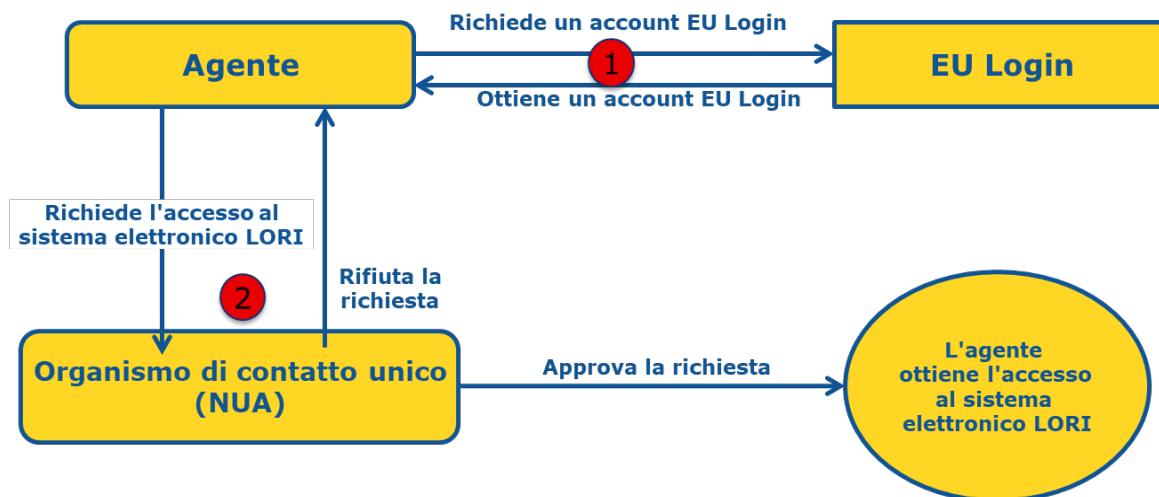 Richiede un account EU Login
Agente
1
EU Login
Ottiene un account EU Login
Richiede l'accesso al
sistema elettronico LORI
2
Rifiuta la
richiesta
Organismo di contatto unico
(NUA)
Approva la richiesta
L'agente
ottiene l'accesso
al sistema
elettronico LORI